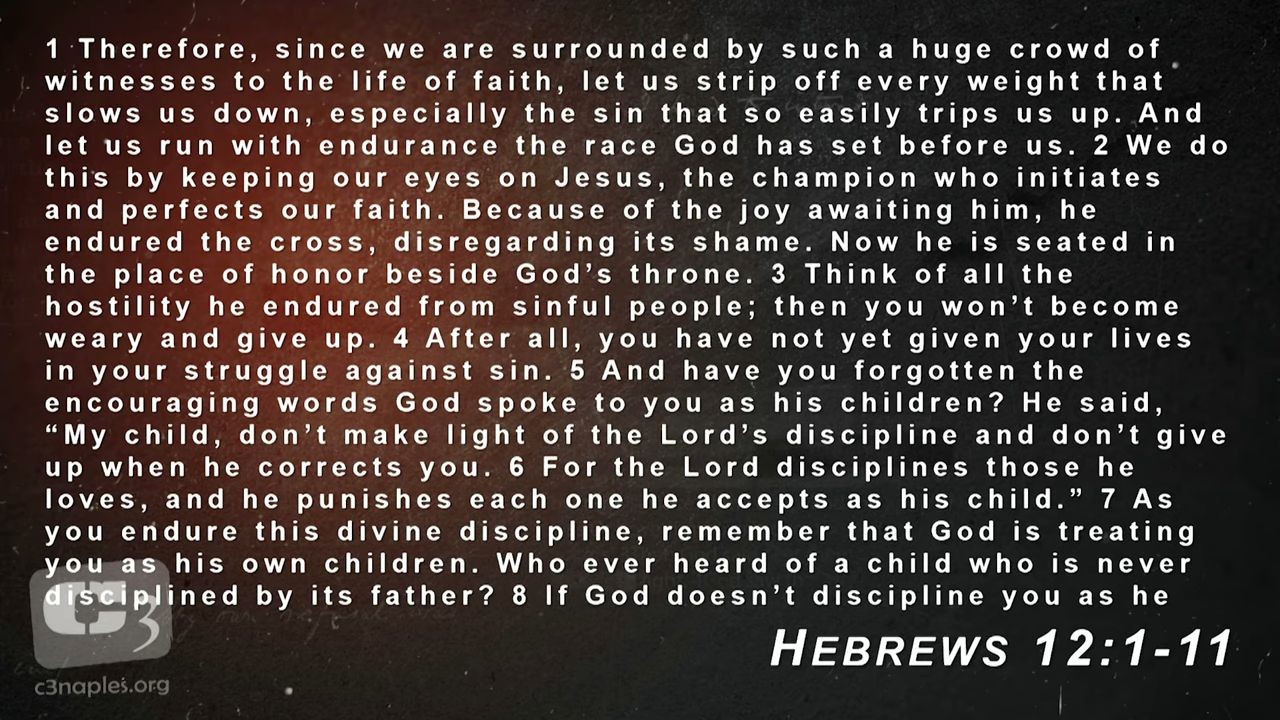 1 Therefore, since we are surrounded by such a huge crowd of
witnesses to the life of faith, let us strip off every weight that
slows us down, especially the sin that so easily trips us up. And
let us run with endurance the race God has set before us. 2 We do
this by keeping our eyes on Jesus, the champion who initiates
and perfects our faith. Because of the joy awaiting him, he
endured the cross, disregarding its shame. Now he is seated in
the place of honor beside God’s throne. 3 Think of all the
hostility he endured from sinful people; then you won’t become
weary and give up. 4 After all, you have not yet given your lives
in your struggle against sin. 5 And have you forgotten the
encouraging words God spoke to you as his children? He said,
“My child, don’t make light of the Lord’s discipline and don’t give
up when he corrects you. 6 For the Lord disciplines those he
loves, and he punishes each one he accepts as his child.” 7 As
you endure this divine discipline, remember that God is treating
you as his own children. Who ever heard of a child who is never
disciplined by its father? 8 If God doesn’t discipline you as he
HEBREWS 12:1-11
C3
c3naples.org